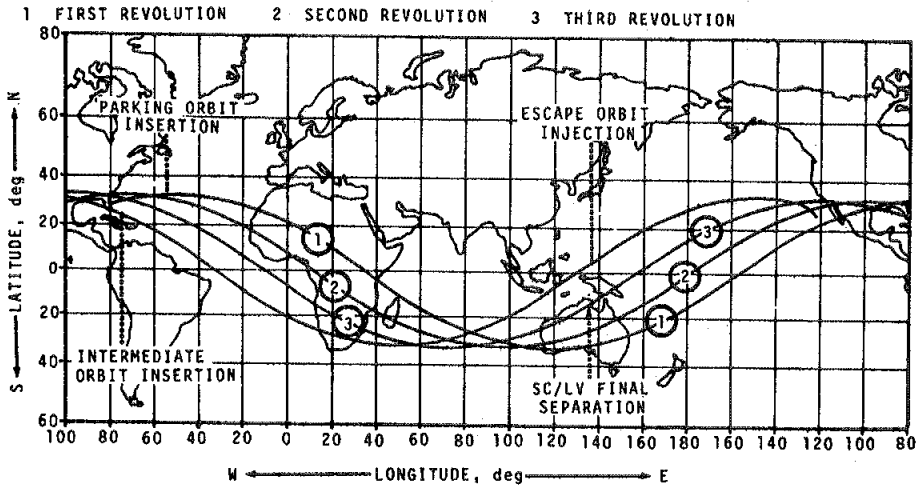 1 FIRST REVOLUTION 2 SECOND REVOLUTION 3 THIRD REVOLUTION
80
60
40
20
0
20
40
60
S ← LATITUDE, deg → N
PARKING ORBIT
INSERTION
ESCAPE ORBIT
INJECTION
1
2
3
3
2
1
INTERMEDIATE
ORBIT INSERTION
SC/LV FINAL
SEPARATION
100 80 60 40 20 0 20 40 60 80 100 120 140 160 180 160 140 120 100 80
W ← LONGITUDE, deg → E